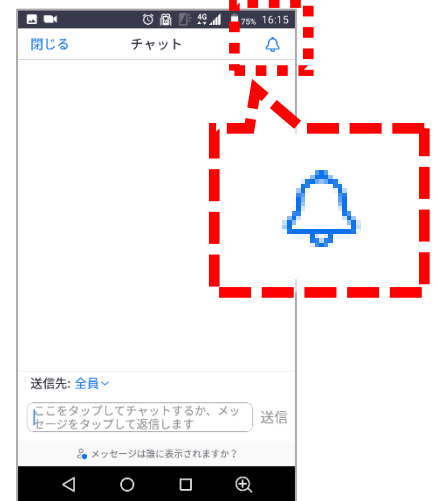 4G 75% 16:15
閉じる チャット
送信先: 全員
ここをタップしてチャットするか、メッ
セージをタップして返信します
送信
メッセージは誰に表示されますか？